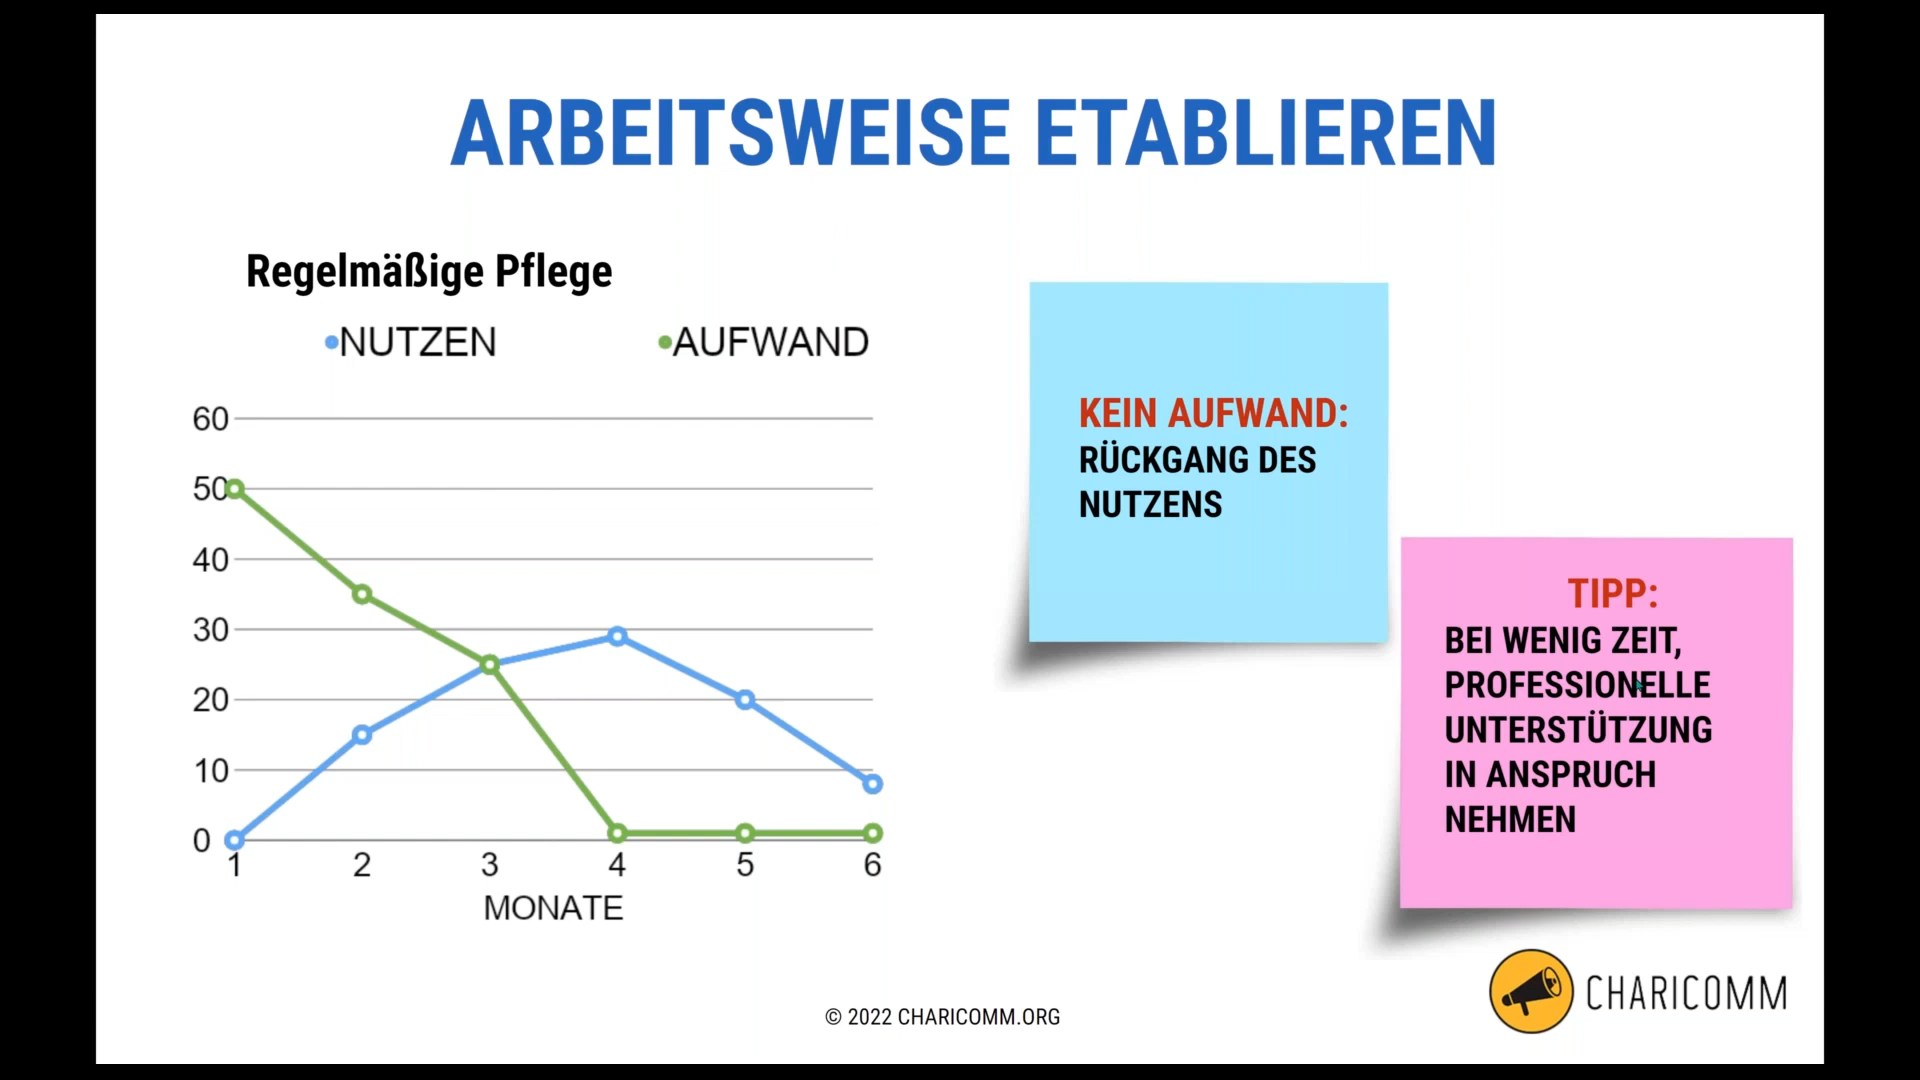 ARBEITSWEISE ETABLIEREN
Regelmäßige Pflege
NUTZEN AUFWAND
60
50
40
30
20
10
0
1 2 3 4 5 6
MONATE
KEIN AUFWAND:
RÜCKGANG DES
NUTZENS
TIPP:
BEI WENIG ZEIT,
PROFESSIONELLE
UNTERSTÜTZUNG
IN ANSPRUCH
NEHMEN
CHARICOMM
© 2022 CHARICOMM.ORG